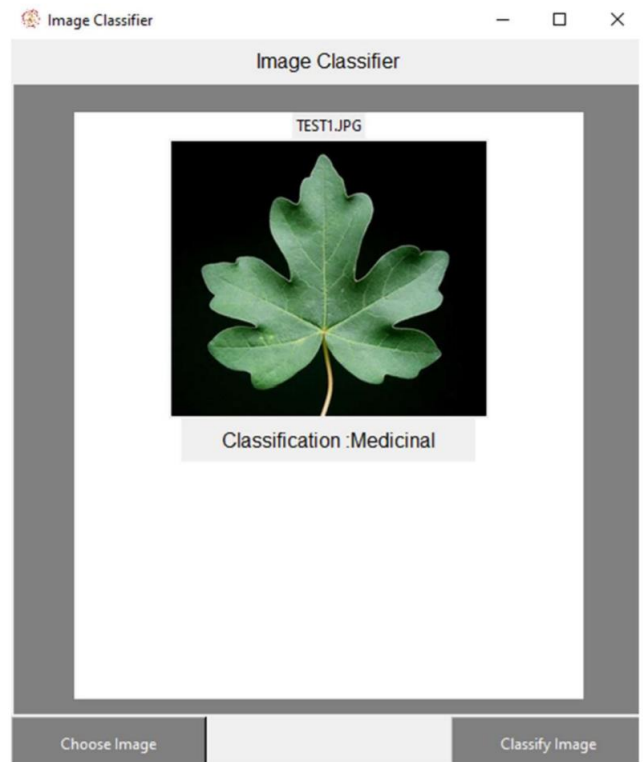 Image Classifier
Image Classifier
TEST1.JPG
Classification :Medicinal
Choose Image
Classify Image